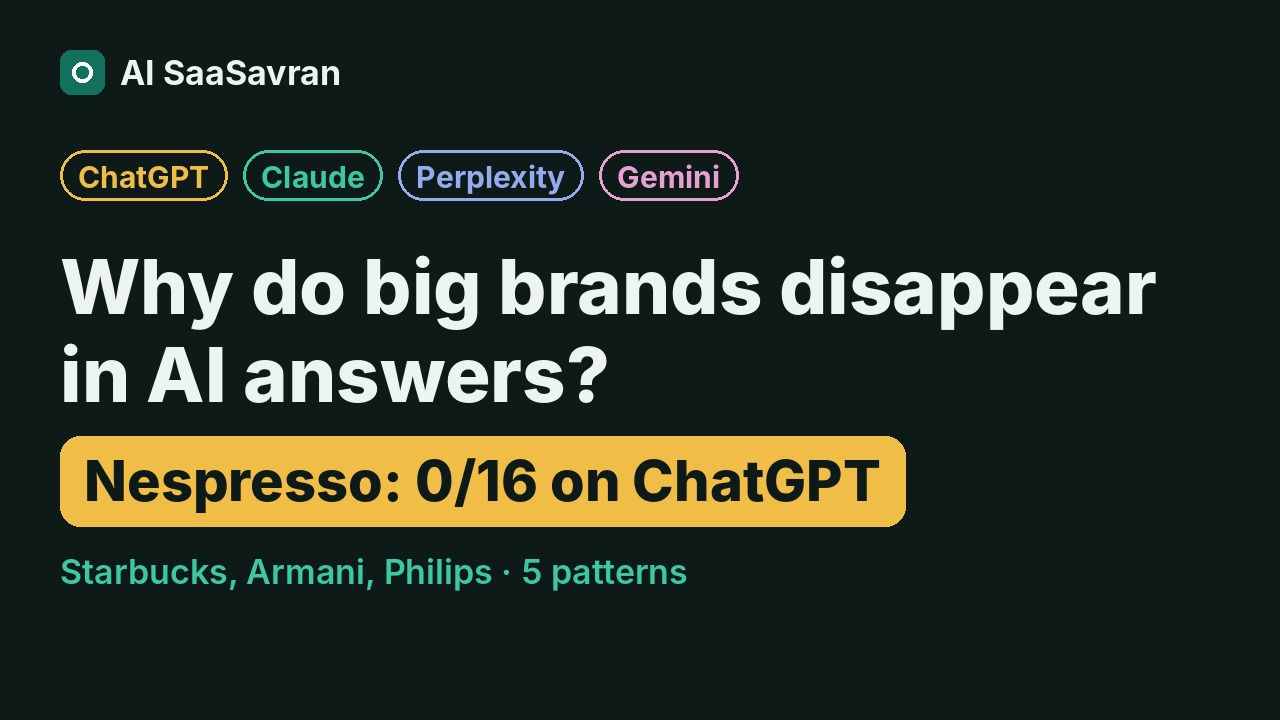 AI SaaSavran
ChatGPT Claude Perplexity Gemini
Why do big brands disappear
in AI answers?
Nespresso: 0/16 on ChatGPT
Starbucks, Armani, Philips · 5 patterns